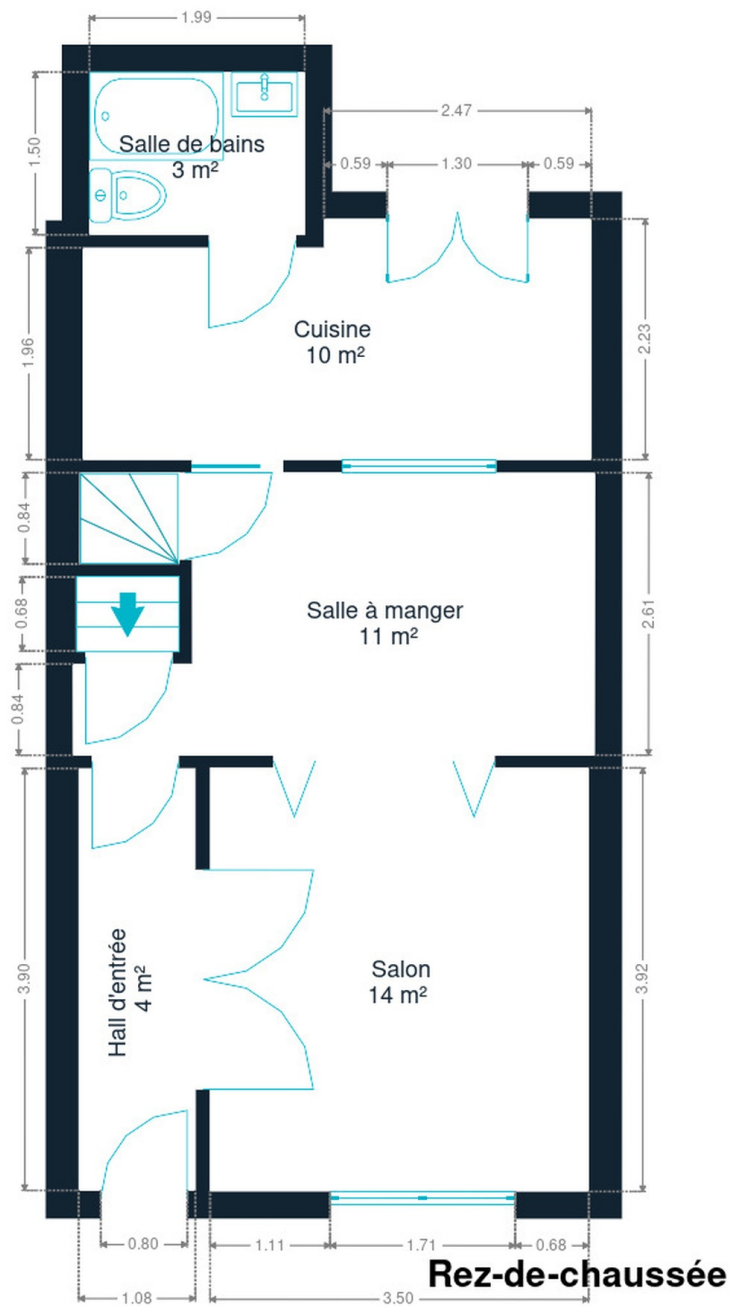 1.99
2.47
0.59
1.30
0.59
1.50
Salle de bains
3 m²
1.96
Cuisine
10 m²
2.23
0.84
0.68
0.84
Salle à manger
11 m²
2.61
3.90
Hall d'entrée
4 m²
Salon
14 m²
3.92
0.80
1.11
1.71
0.68
Rez-de-chaussée
1.08
3.50